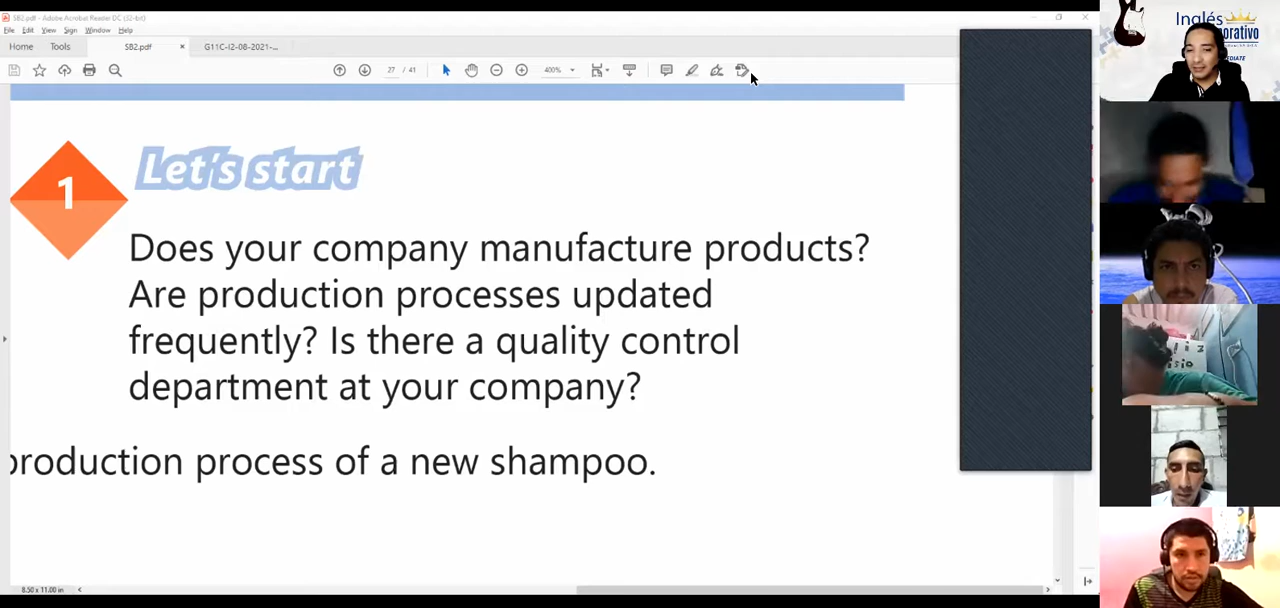 SB2.pdf - Adobe Acrobat Reader DC (32-bit)
File Edit View Sign Window Help
Home Tools SB2.pdf × G11C-I2-08-2021-...
27 / 41 400%
1
Let's start
Does your company manufacture products?
Are production processes updated
frequently? Is there a quality control
department at your company?
production process of a new shampoo.
8.50 x 11.00 in
Inglés